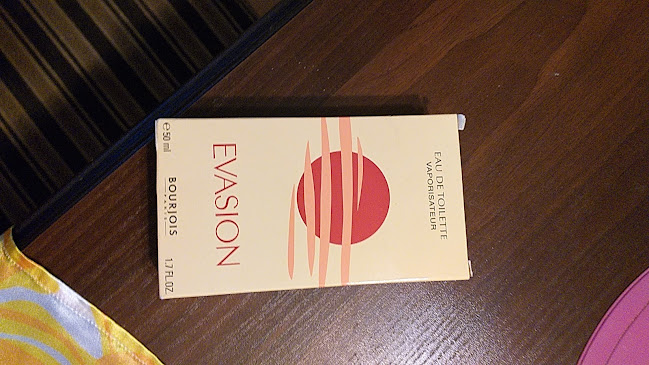 EAU DE TOILETTE
VAPORISATEUR
EVASION
℮50 ml BOURJOIS 1.7 FL.OZ.
PARIS